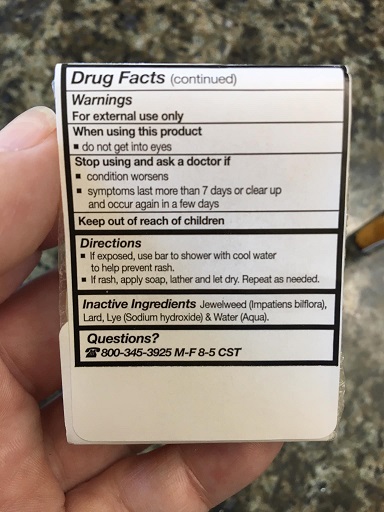 Drug Facts (continued)
Warnings
For external use only
When using this product
▪ do not get into eyes
Stop using and ask a doctor if
▪ condition worsens
▪ symptoms last more than 7 days or clear up
and occur again in a few days
Keep out of reach of children
Directions
▪ If exposed, use bar to shower with cool water
to help prevent rash.
▪ If rash, apply soap, lather and let dry. Repeat as needed.
Inactive Ingredients Jewelweed (Impatiens bilflora),
Lard, Lye (Sodium hydroxide) & Water (Aqua).
Questions?
☎ 800-345-3925 M-F 8-5 CST